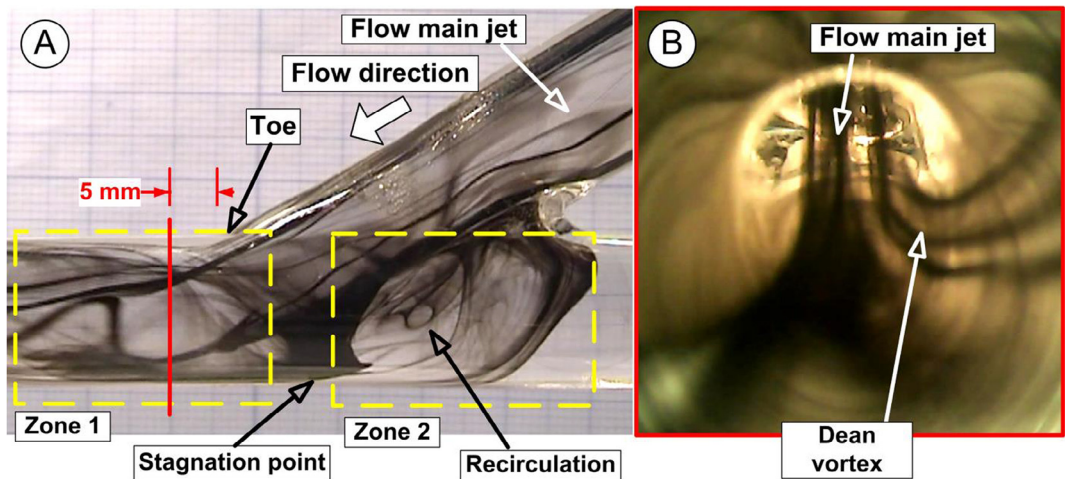 A
Flow main jet
Flow direction
Toe
5 mm
Zone 1
Zone 2
Stagnation point
Recirculation
B
Flow main jet
Dean
vortex